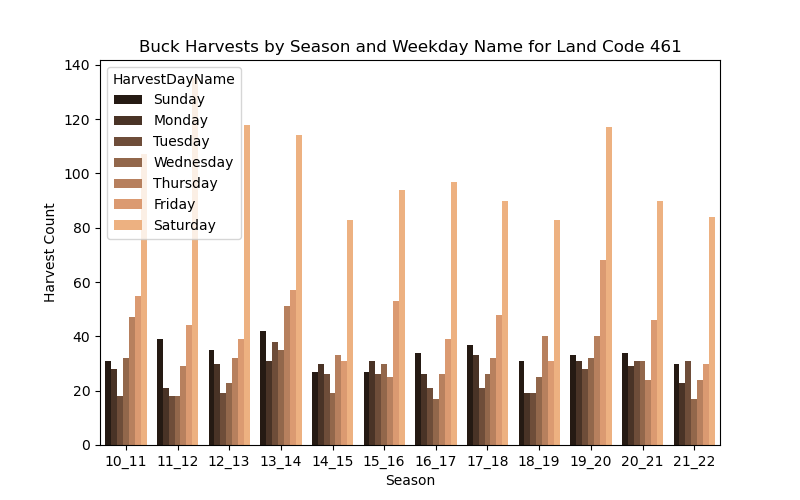 Buck Harvests by Season and Weekday Name for Land Code 461
140
120
100
80
60
40
20
0
Harvest Count
HarvestDayName
Sunday
Monday
Tuesday
Wednesday
Thursday
Friday
Saturday
10_11 11_12 12_13 13_14 14_15 15_16 16_17 17_18 18_19 19_20 20_21 21_22
Season